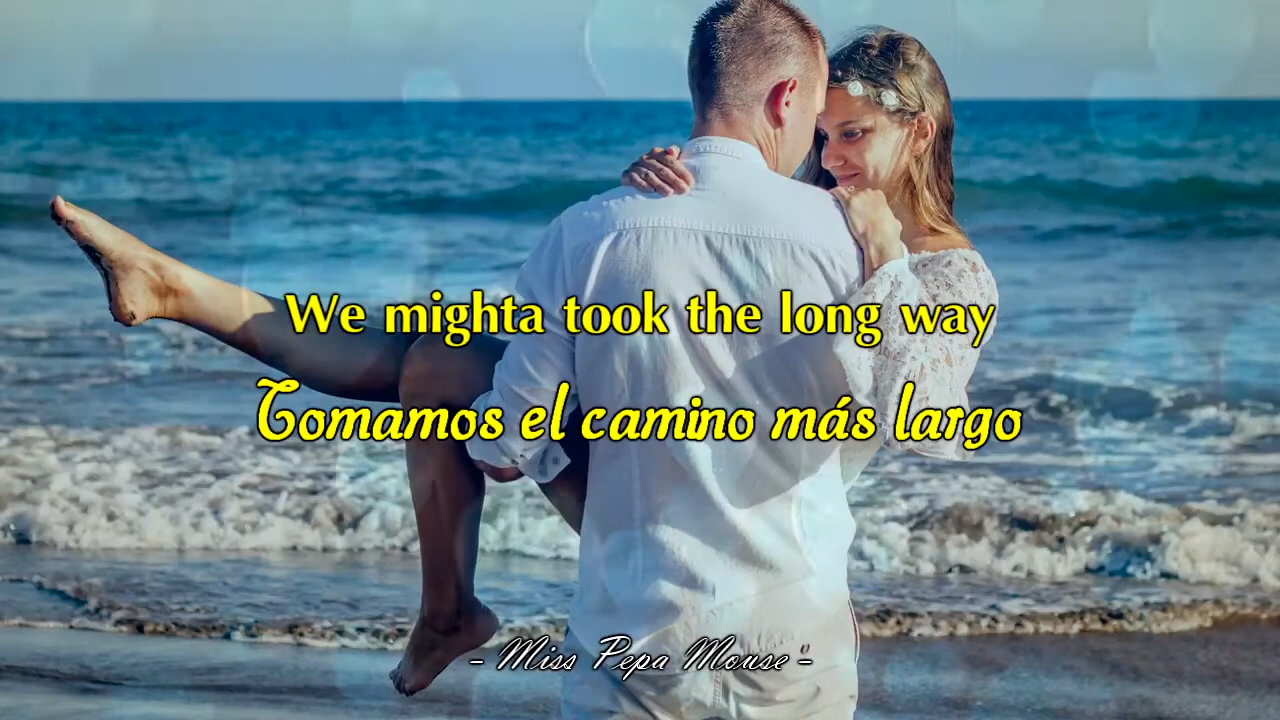 We mighta took the long way
Tomamos el camino más largo
- Miss Pepa Mouse -